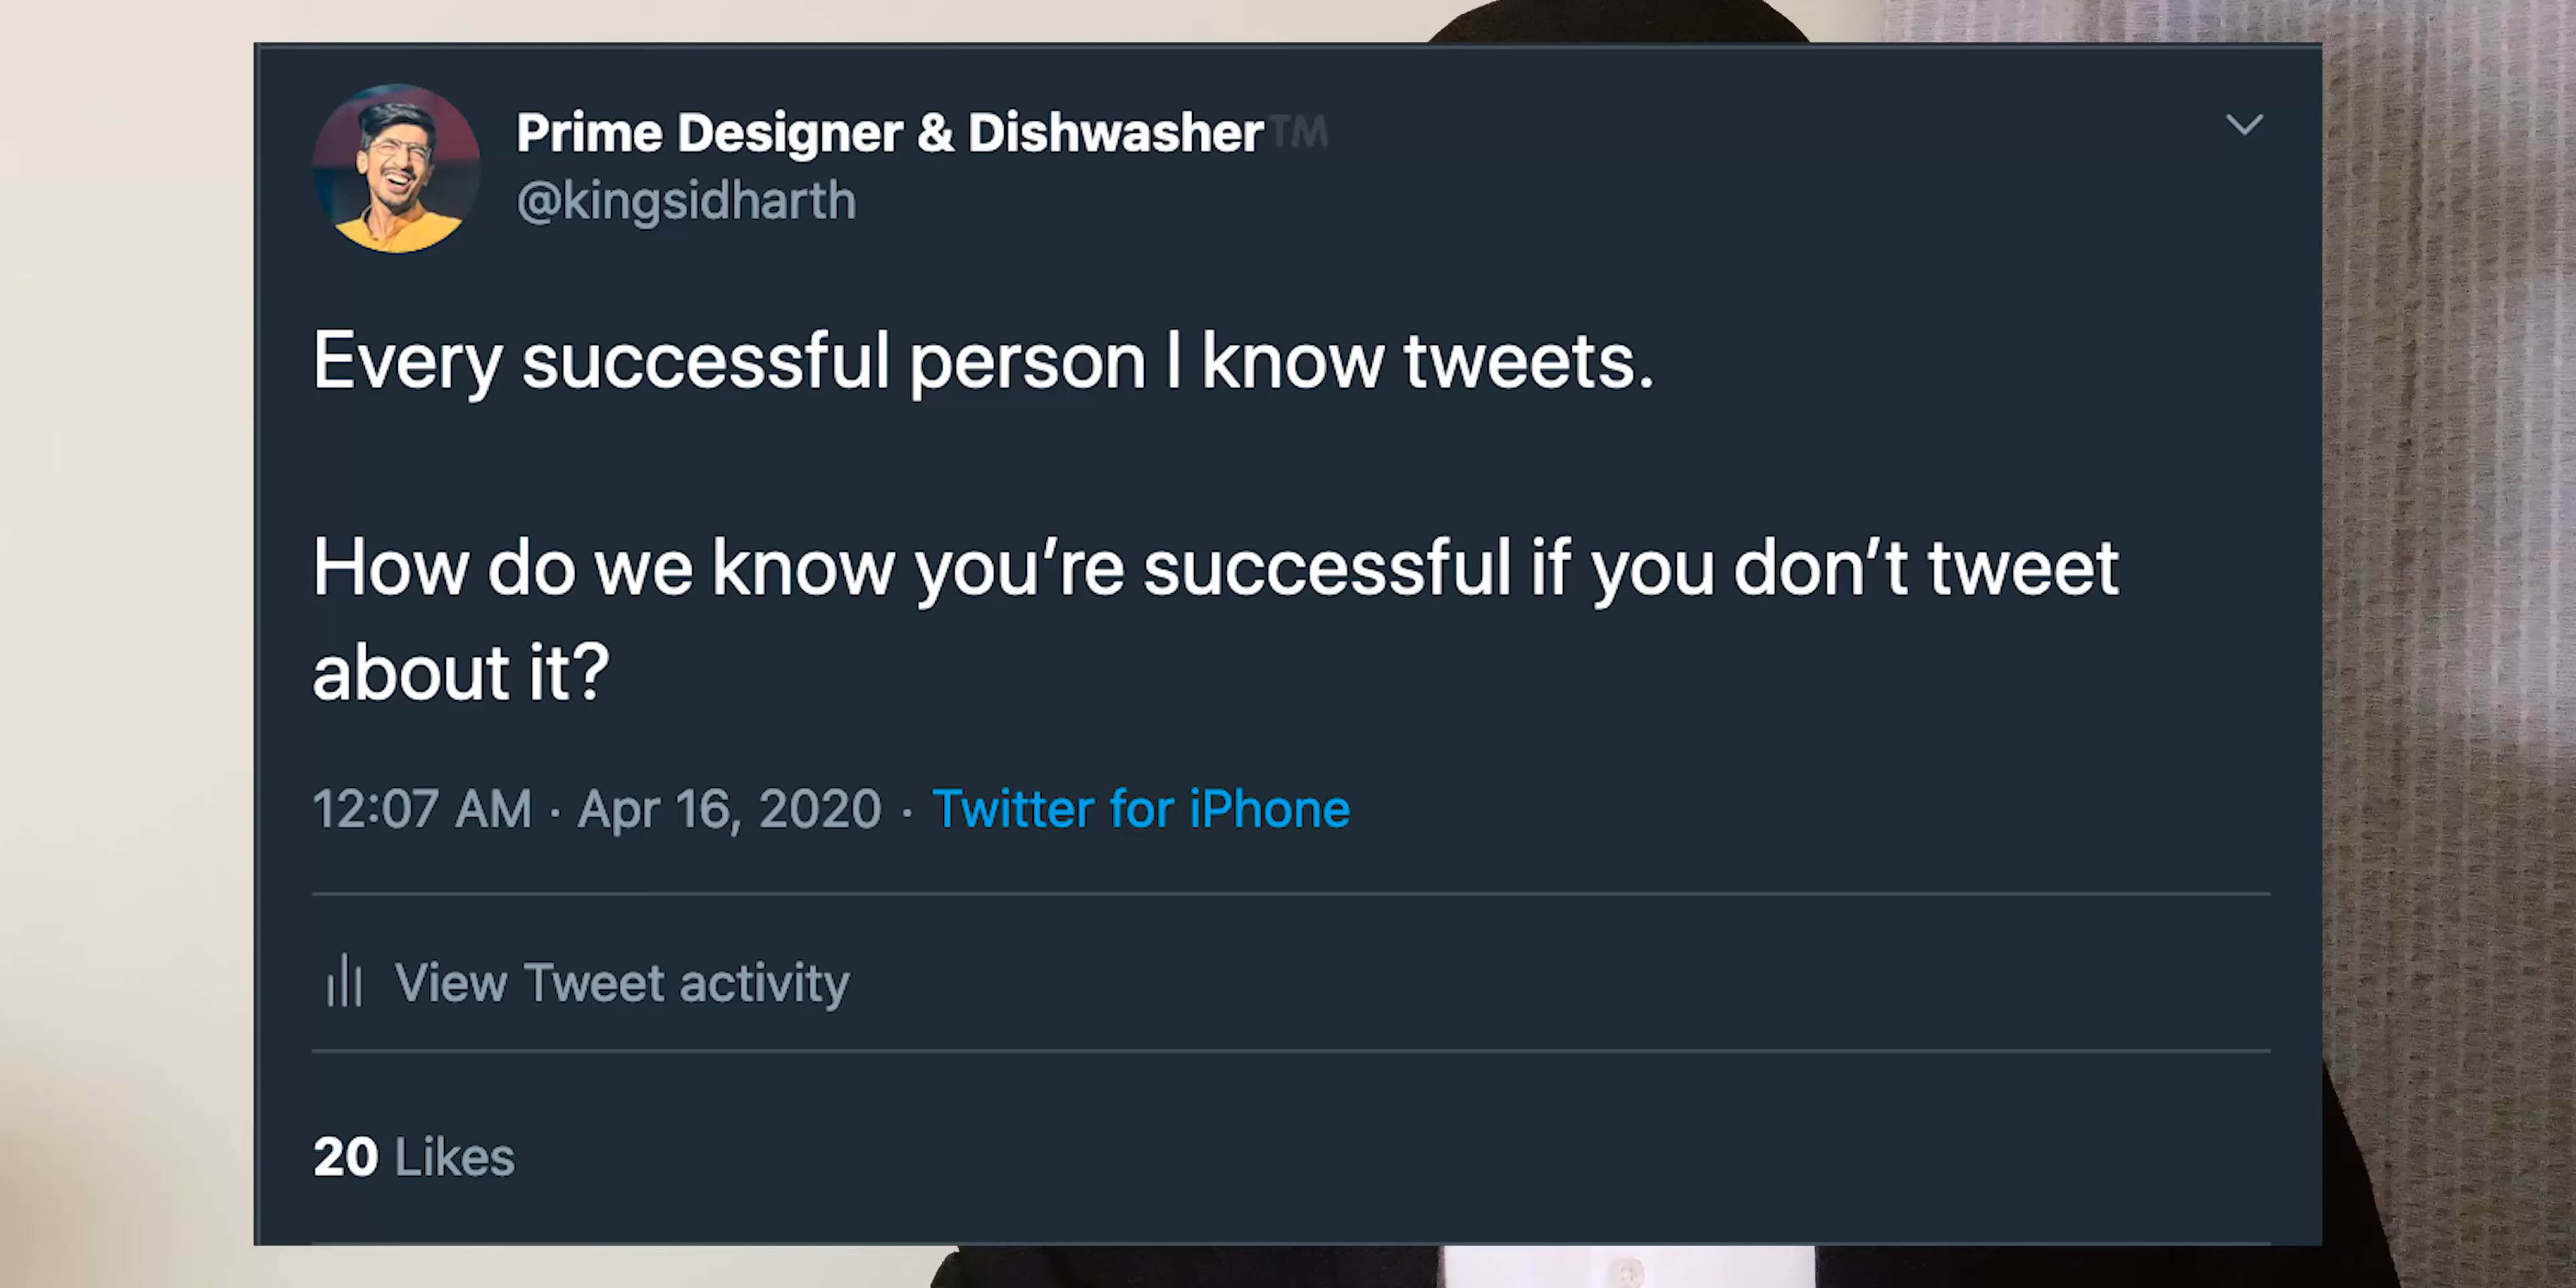 Prime Designer & Dishwasher™
@kingsidharth
Every successful person I know tweets.
How do we know you’re successful if you don’t tweet
about it?
12:07 AM · Apr 16, 2020 · Twitter for iPhone
View Tweet activity
20 Likes